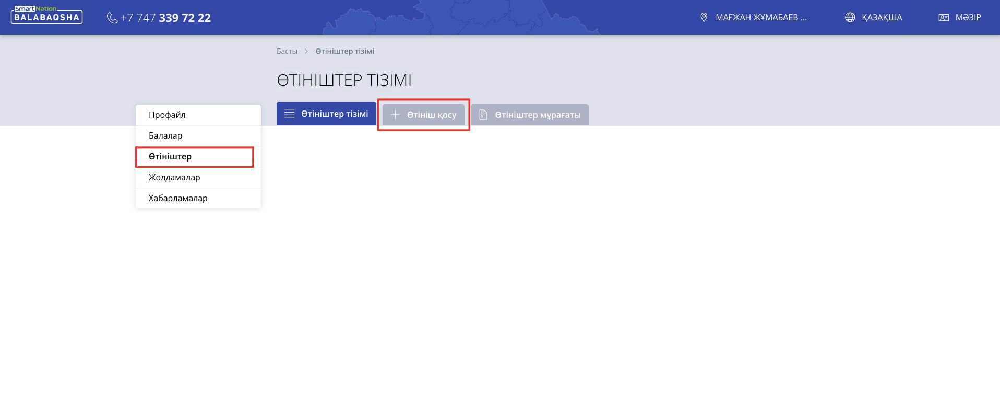 SmartNation
BALABAQSHA
+7 747 339 72 22
МАҒЖАН ЖҰМАБАЕВ ...
ҚАЗАҚША
МӘЗІР
Басты
Өтініштер тізімі
ӨТІНІШТЕР ТІЗІМІ
Өтініштер тізімі
Өтініш қосу
Өтініштер мұрағаты
Профайл
Балалар
Өтініштер
Жолдамалар
Хабарламалар